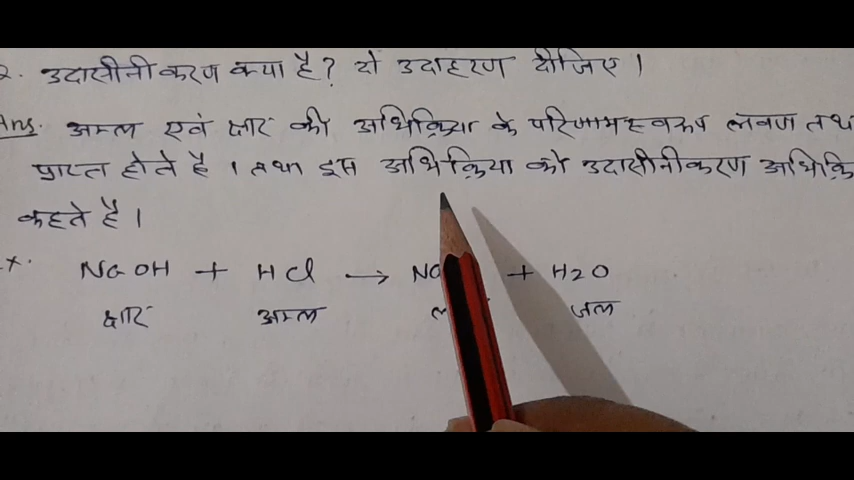 2. उदासीनीकरण क्या है? दो उदाहरण दीजिए।
Ans. अम्ल एवं क्षार की अभिक्रिया के परिणामस्वरूप लवण तथा
प्राप्त होते है। तथा इस अभिक्रिया को उदासीनीकरण अभिक्रि
कहते है।
Ex. NaOH + HCl → + H2O
क्षार अम्ल जल